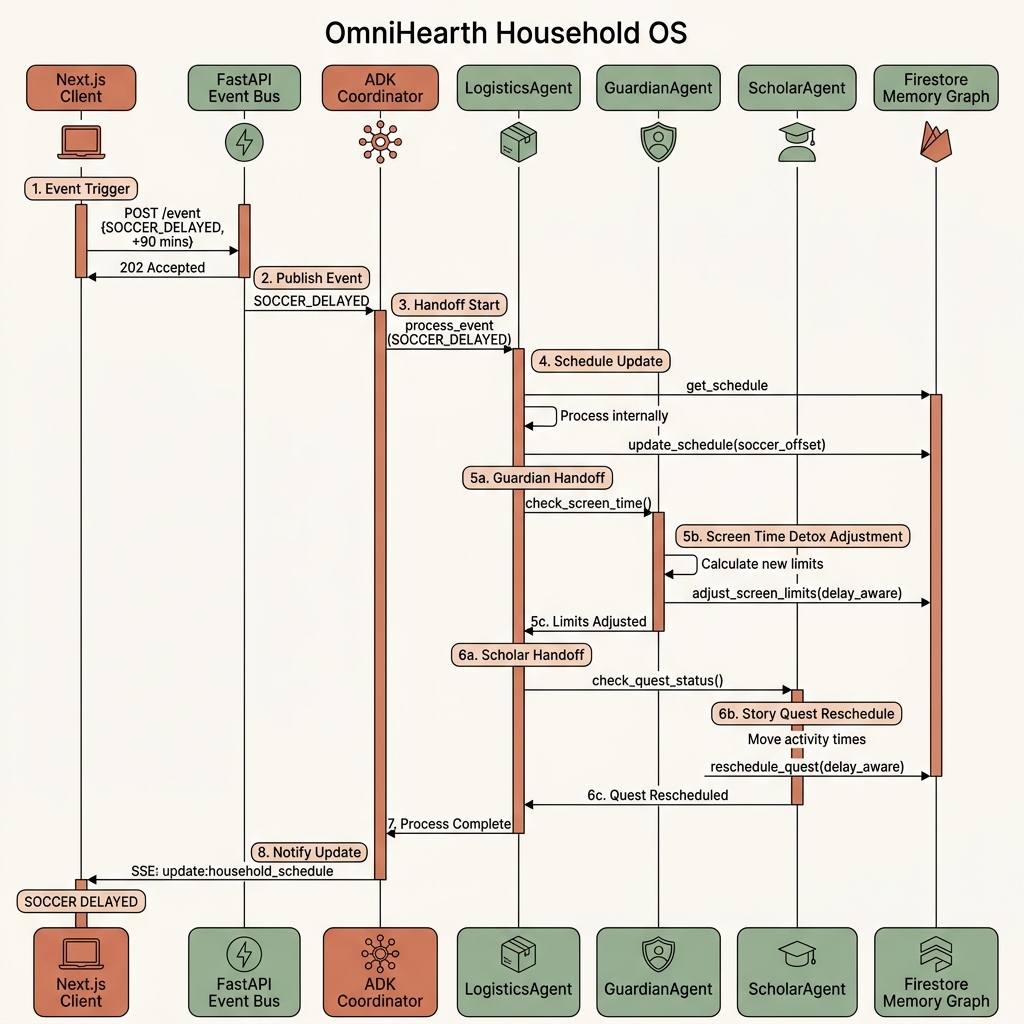 OmniHearth Household OS
Next.js
Client
FastAPI
Event Bus
ADK
Coordinator
LogisticsAgent
GuardianAgent
ScholarAgent
Firestore
Memory Graph
1. Event Trigger
POST /event
{SOCCER_DELAYED,
+90 mins}
202 Accepted
2. Publish Event
SOCCER_DELAYED
3. Handoff Start
process_event
(SOCCER_DELAYED)
4. Schedule Update
get_schedule
Process internally
update_schedule(soccer_offset)
5a. Guardian Handoff
check_screen_time()
5b. Screen Time Detox Adjustment
Calculate new limits
adjust_screen_limits(delay_aware)
5c. Limits Adjusted
6a. Scholar Handoff
check_quest_status()
6b. Story Quest Reschedule
Move activity times
reschedule_quest(delay_aware)
6c. Quest Rescheduled
7. Process Complete
8. Notify Update
SSE: update:household_schedule
SOCCER DELAYED
Next.js
Client
FastAPI
Event Bus
ADK
Coordinator
LogisticsAgent
GuardianAgent
ScholarAgent
Firestore
Memory Graph